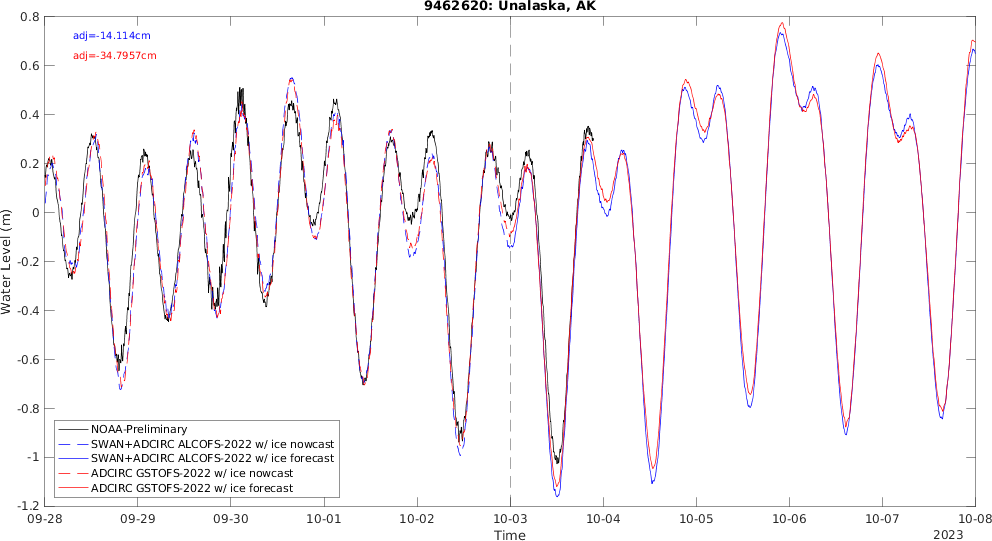 9462620: Unalaska, AK
adj=-14.114cm
adj=-34.7957cm
Water Level (m)
0.8
0.6
0.4
0.2
0
-0.2
-0.4
-0.6
-0.8
-1
-1.2
NOAA-Preliminary
SWAN+ADCIRC ALCOFS-2022 w/ ice nowcast
SWAN+ADCIRC ALCOFS-2022 w/ ice forecast
ADCIRC GSTOFS-2022 w/ ice nowcast
ADCIRC GSTOFS-2022 w/ ice forecast
09-28 09-29 09-30 10-01 10-02 10-03 10-04 10-05 10-06 10-07 10-08
Time
2023